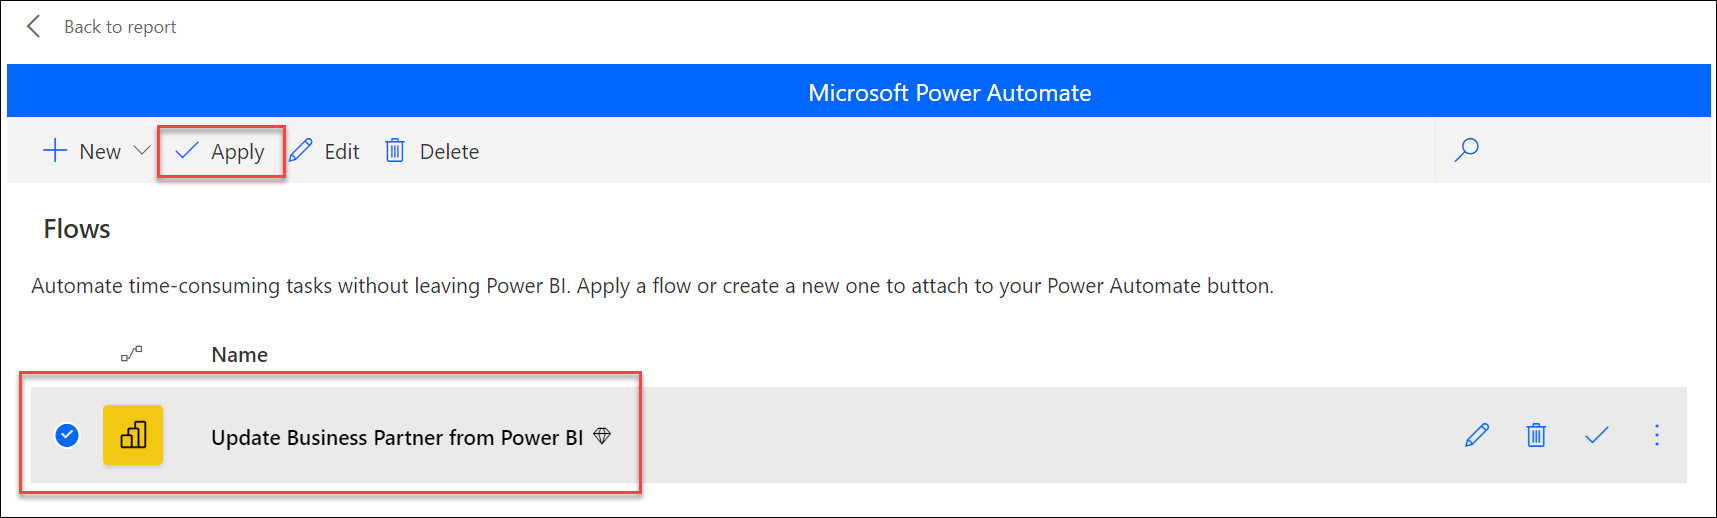 Back to report
Microsoft Power Automate
New Apply Edit Delete
Flows
Automate time-consuming tasks without leaving Power BI. Apply a flow or create a new one to attach to your Power Automate button.
Name
Update Business Partner from Power BI